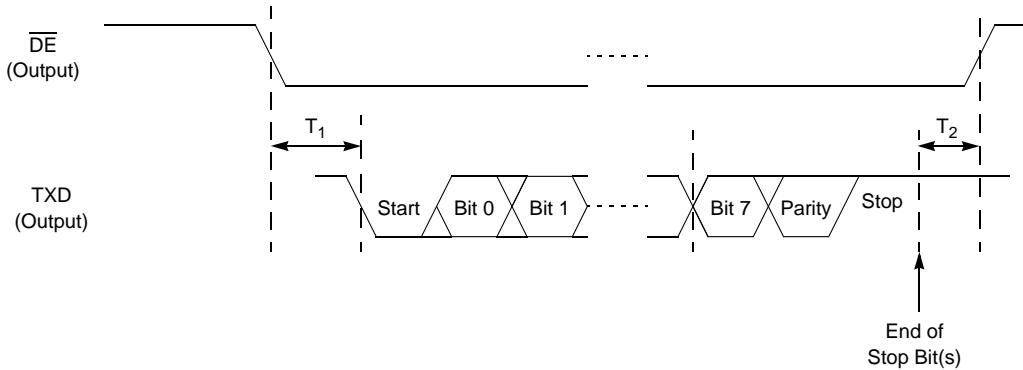 DE
(Output)
T1
T2
TXD
(Output)
Start
Bit 0
Bit 1
Bit 7
Parity
Stop
End of
Stop Bit(s)